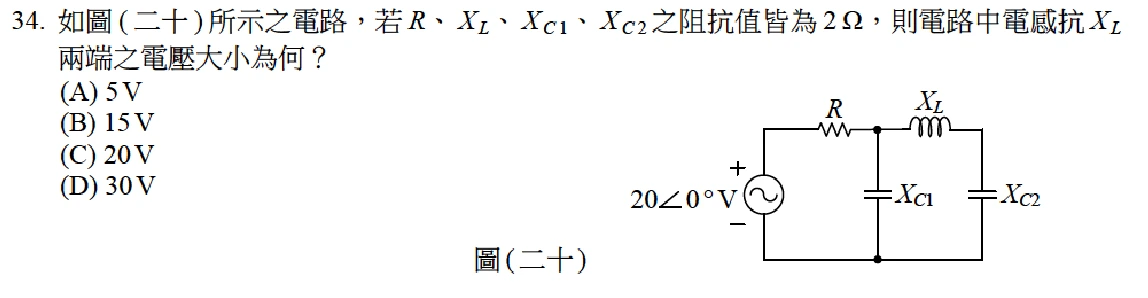 34. 如圖(二十)所示之電路，若 R、X_L、X_C1、X_C2 之阻抗值皆為 2 Ω，則電路中電感抗 X_L
兩端之電壓大小為何？
(A) 5 V
(B) 15 V
(C) 20 V
(D) 30 V
R
X_L
+
20∠0°V
−
X_C1
X_C2
圖(二十)